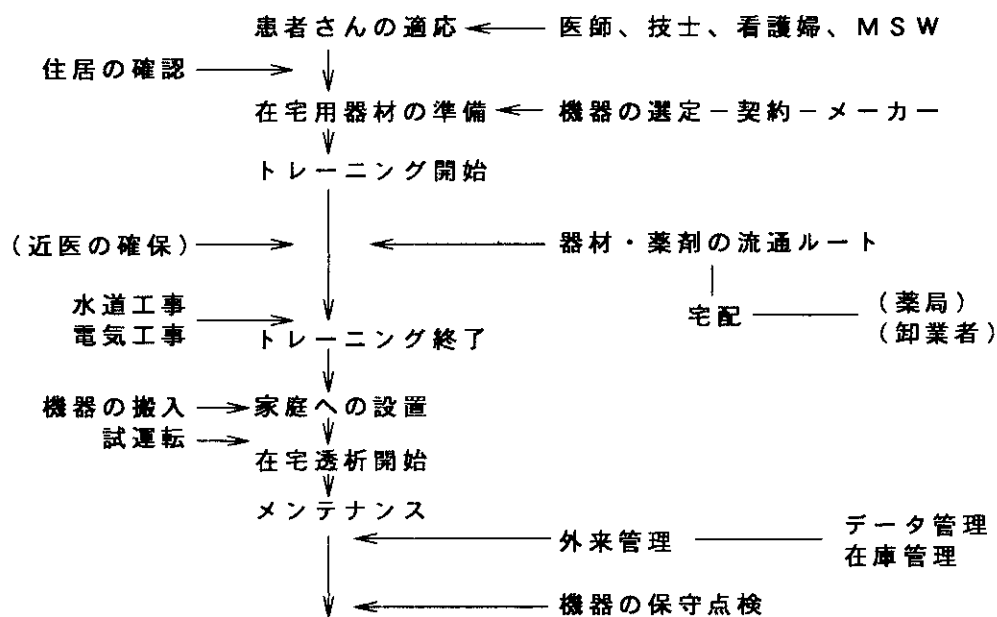 患者さんの適応 医師、技士、看護婦、MSW
住居の確認
在宅用器材の準備 機器の選定－契約－メーカー
トレーニング開始
(近医の確保) 器材・薬剤の流通ルート
水道工事
電気工事
宅配 (薬局)
(卸業者)
トレーニング終了
機器の搬入 家庭への設置
試運転
在宅透析開始
メンテナンス
外来管理 データ管理
在庫管理
機器の保守点検